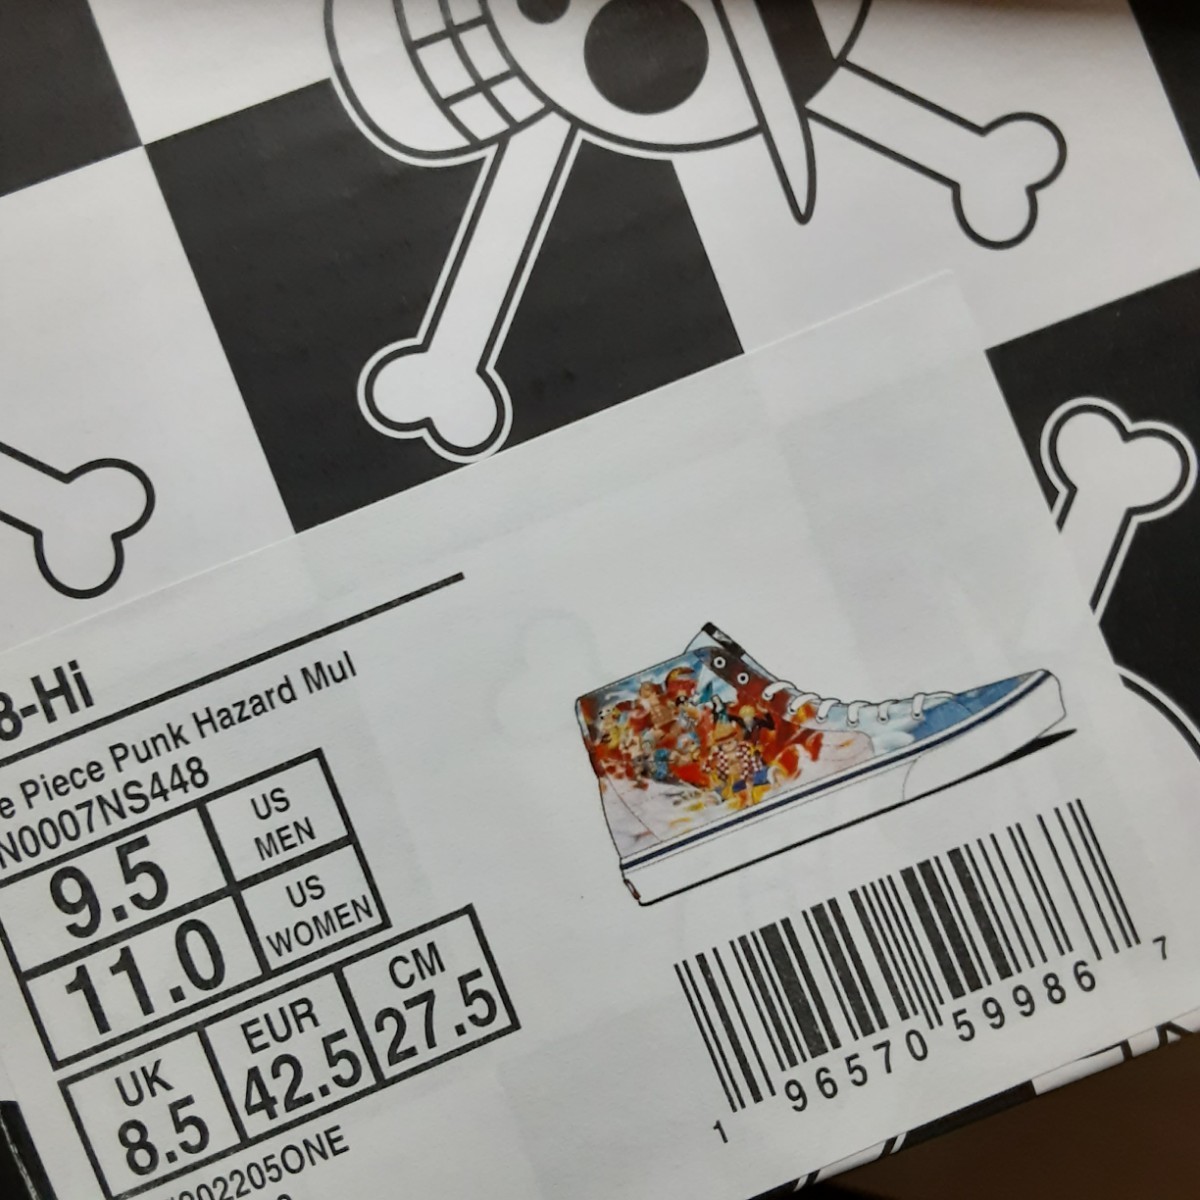 8-Hi
e Piece Punk Hazard Mul
N0007NS448
9.5 US MEN
11.0 US WOMEN
UK 8.5
EUR 42.5
CM 27.5
02205ONE
1 96570 59986 7